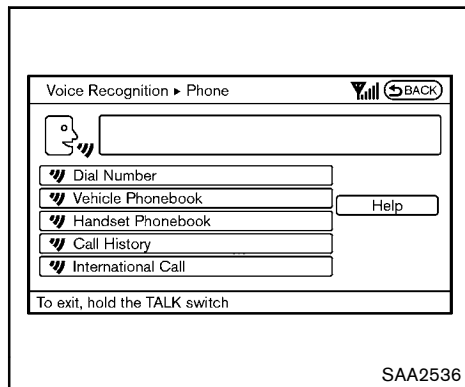 Voice Recognition ▸ Phone BACK
Dial Number
Vehicle Phonebook
Help
Handset Phonebook
Call History
International Call
To exit, hold the TALK switch
SAA2536